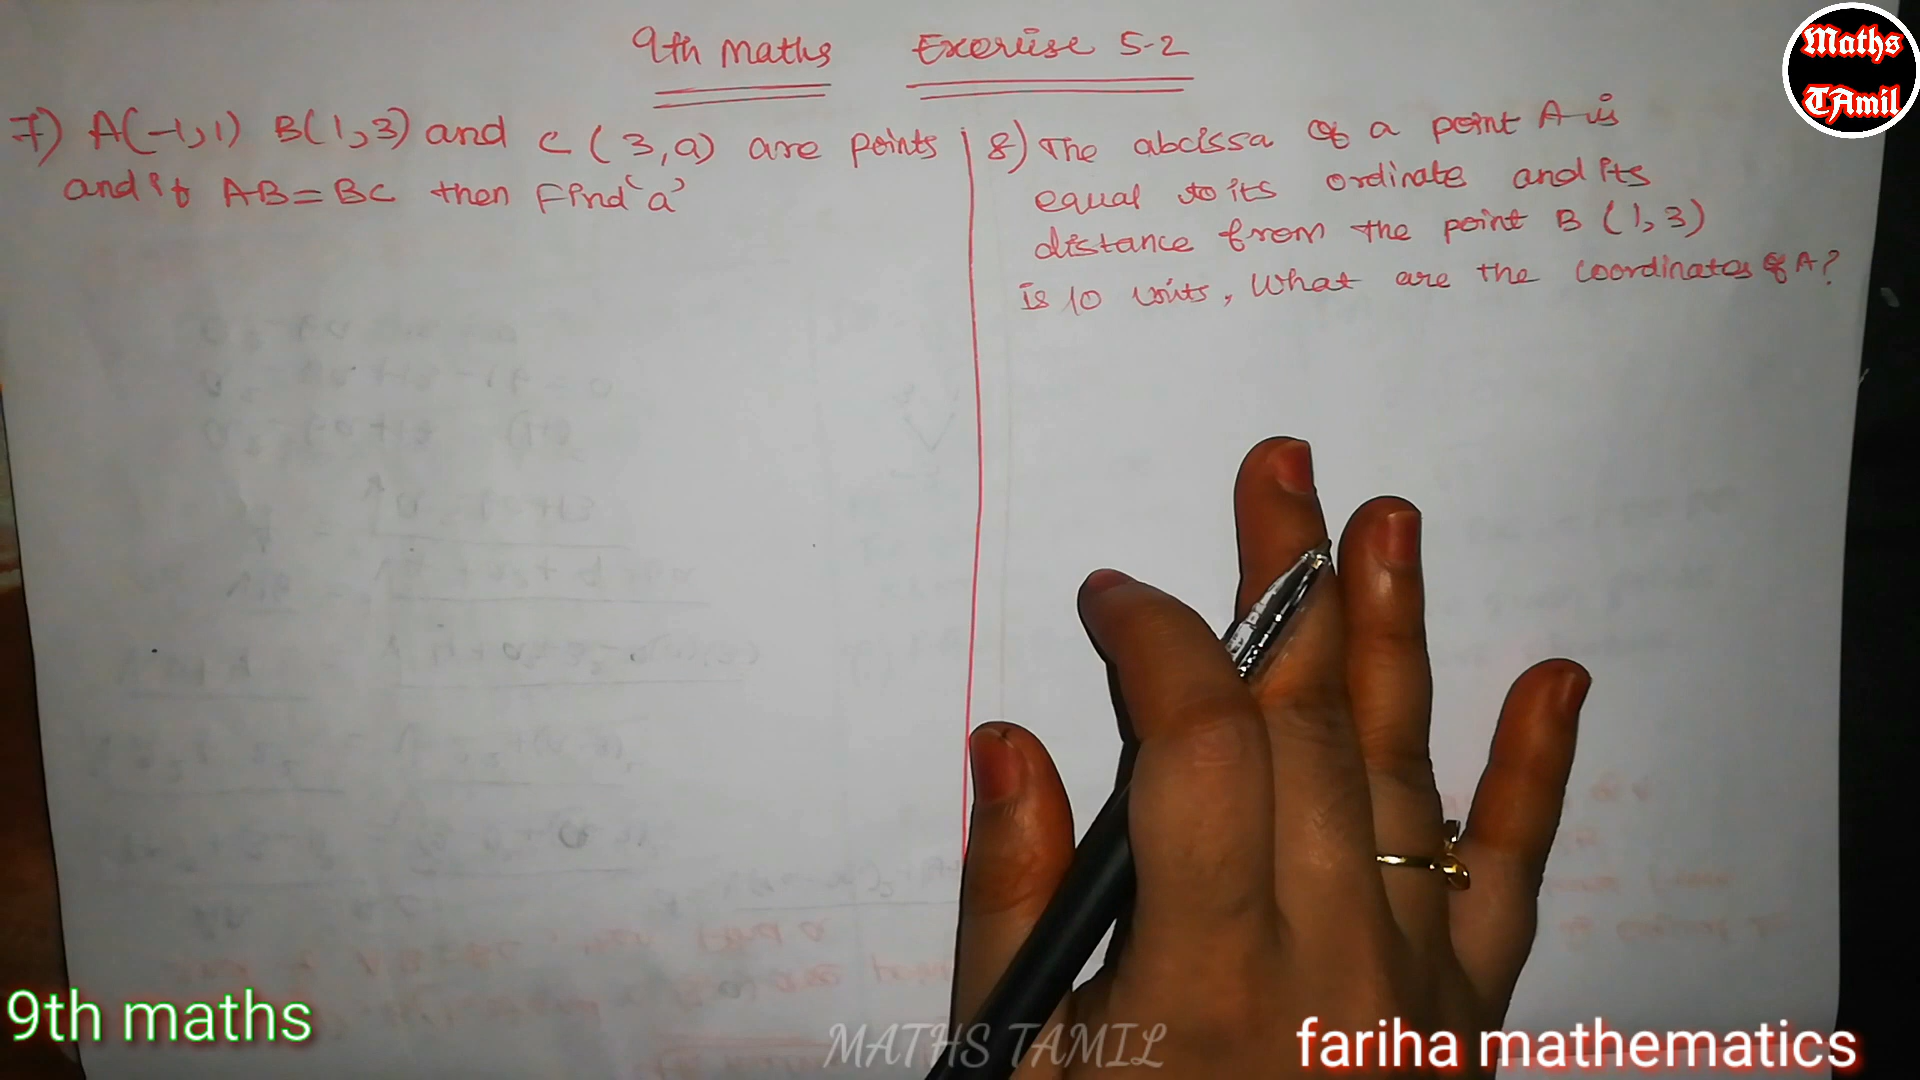 9th Maths Exercise 5-2
Maths
TAmil
7) A(-1,1) B(1,3) and C (3,a) are points
and if AB=BC then Find 'a'
8) The abcissa of a point A is
equal to its ordinate and its
distance from the point B (1,3)
is 10 units, What are the coordinates of A?
9th maths
MATHS TAMIL
fariha mathematics